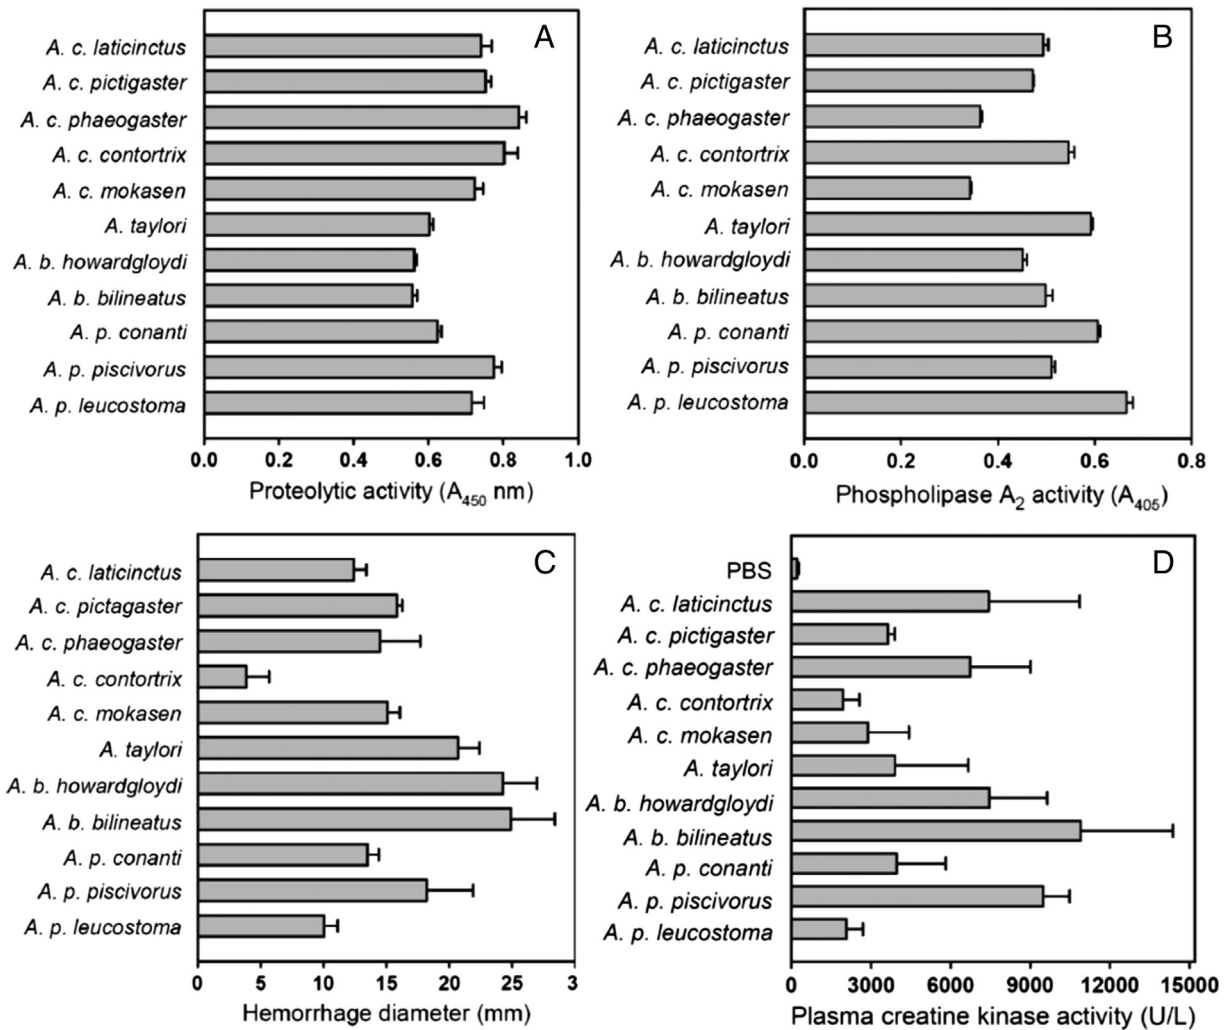 A
A. c. laticinctus
A. c. pictigaster
A. c. phaeogaster
A. c. contortrix
A. c. mokasen
A. taylori
A. b. howardgloydi
A. b. bilineatus
A. p. conanti
A. p. piscivorus
A. p. leucostoma
0.0 0.2 0.4 0.6 0.8 1.0
Proteolytic activity (A450 nm)
B
A. c. laticinctus
A. c. pictigaster
A. c. phaeogaster
A. c. contortrix
A. c. mokasen
A. taylori
A. b. howardgloydi
A. b. bilineatus
A. p. conanti
A. p. piscivorus
A. p. leucostoma
0.0 0.2 0.4 0.6 0.8
Phospholipase A2 activity (A405)
C
A. c. laticinctus
A. c. pictagaster
A. c. phaeogaster
A. c. contortrix
A. c. mokasen
A. taylori
A. b. howardgloydi
A. b. bilineatus
A. p. conanti
A. p. piscivorus
A. p. leucostoma
0 5 10 15 20 25 3
Hemorrhage diameter (mm)
D
PBS
A. c. laticinctus
A. c. pictigaster
A. c. phaeogaster
A. c. contortrix
A. c. mokasen
A. taylori
A. b. howardgloydi
A. b. bilineatus
A. p. conanti
A. p. piscivorus
A. p. leucostoma
0 3000 6000 9000 12000 15000
Plasma creatine kinase activity (U/L)